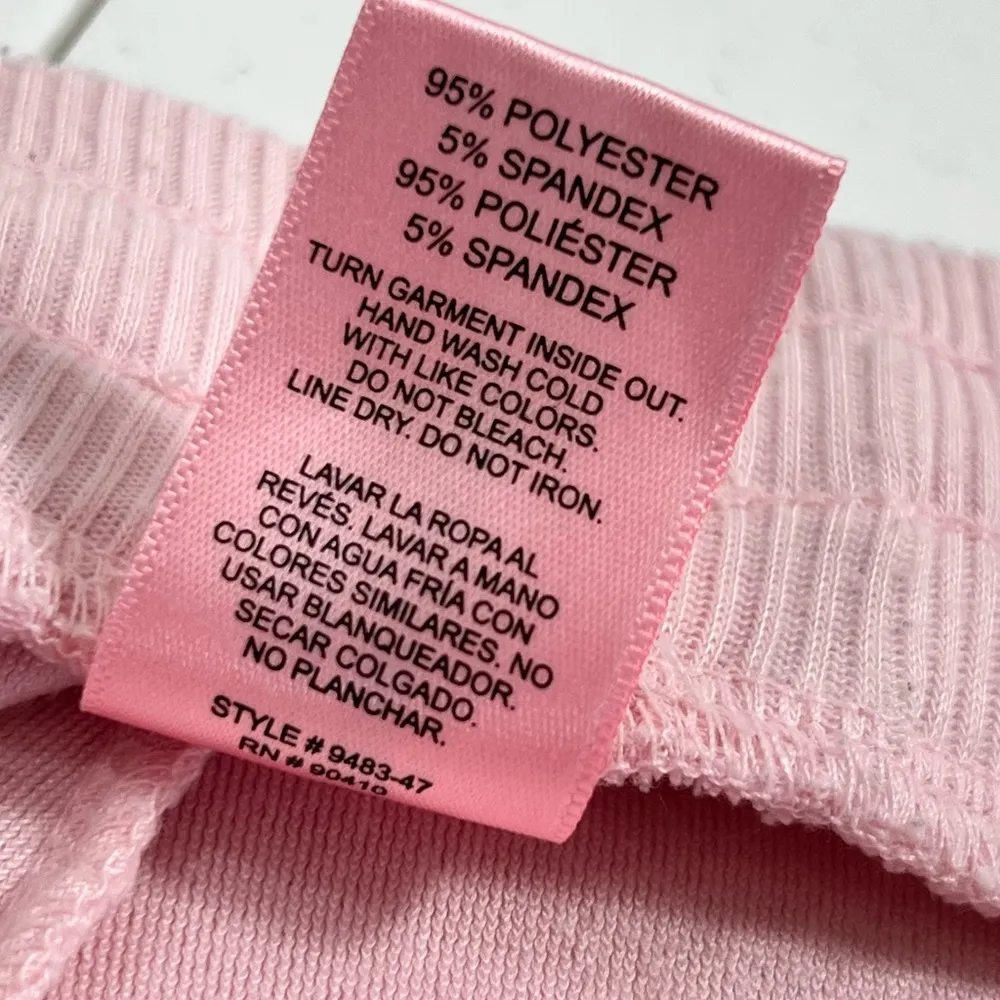 95% POLYESTER
5% SPANDEX
95% POLIÉSTER
5% SPANDEX
TURN GARMENT INSIDE OUT.
HAND WASH COLD
WITH LIKE COLORS.
DO NOT BLEACH.
LINE DRY. DO NOT IRON.
LAVAR LA ROPA AL
REVÉS. LAVAR A MANO
CON AGUA FRÍA CON
COLORES SIMILARES. NO
USAR BLANQUEADOR.
SECAR COLGADO.
NO PLANCHAR.
STYLE # 9483-47
RN # 90410